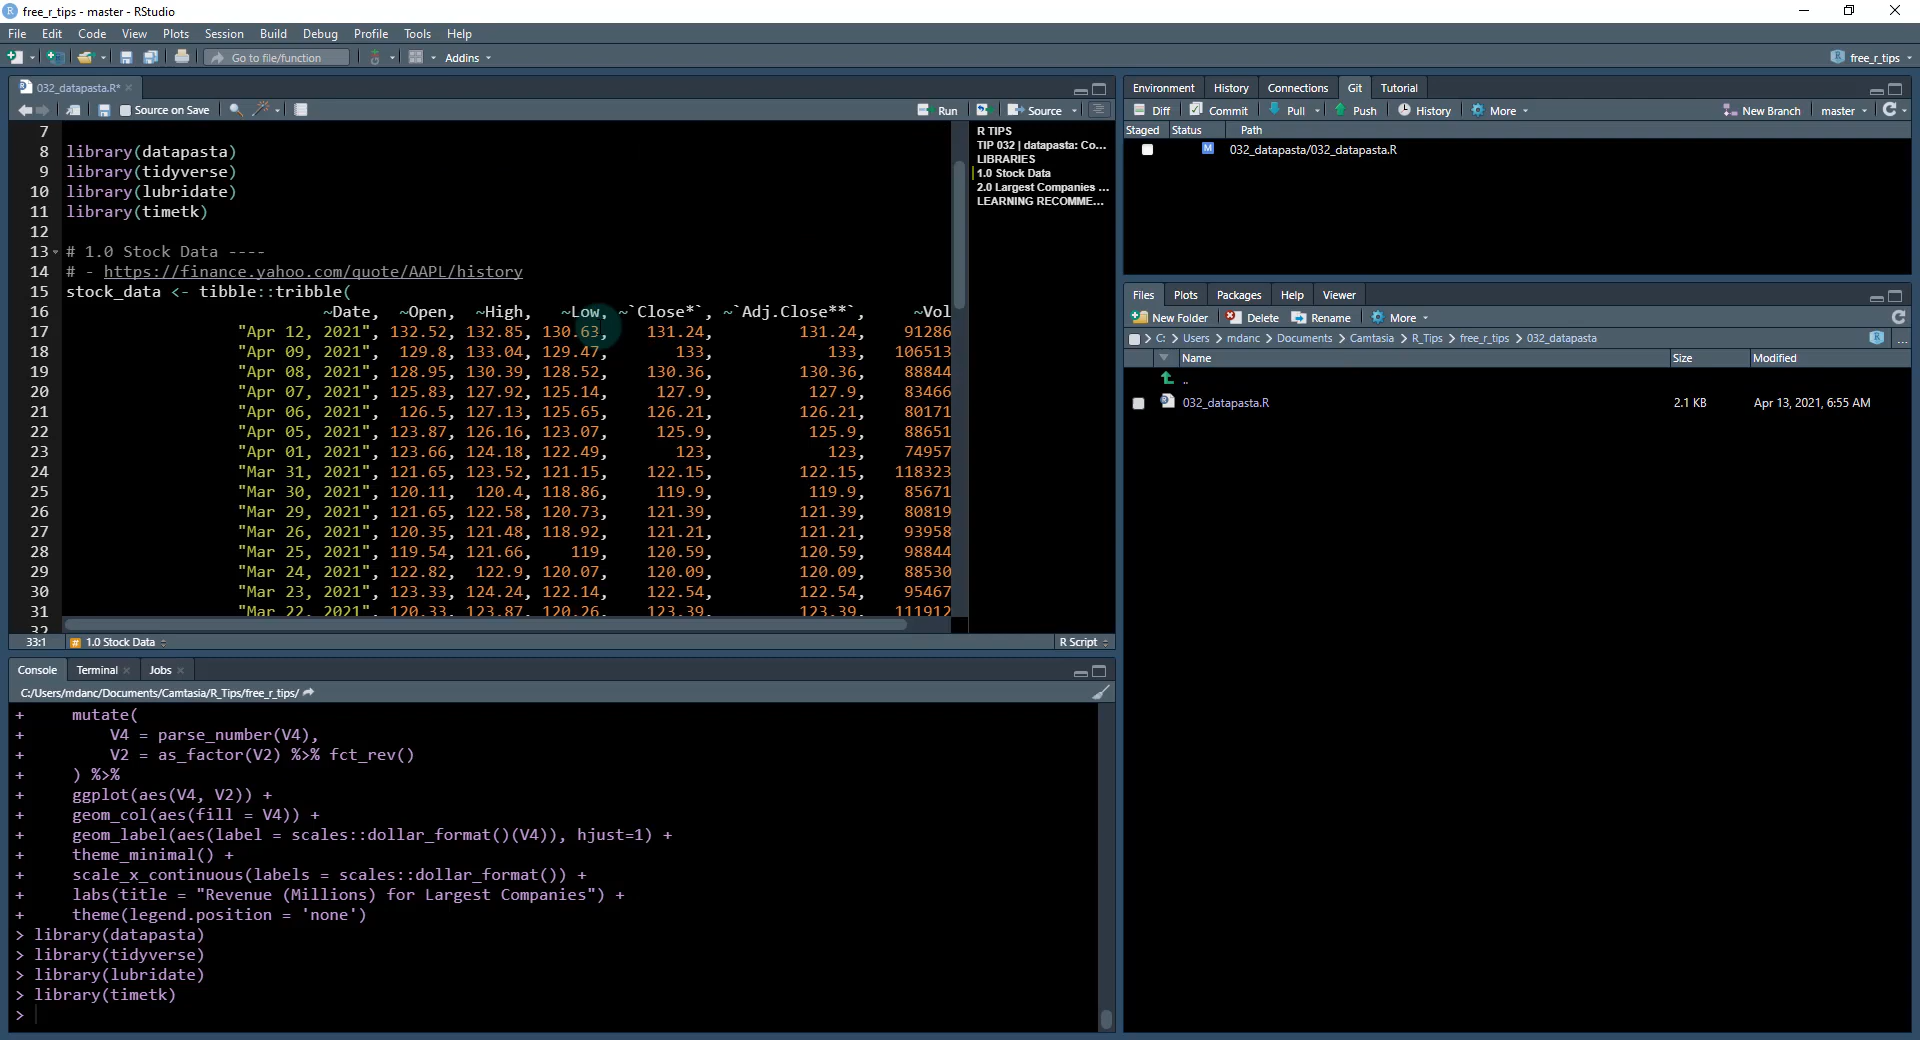 free_r_tips - master - RStudio
File Edit Code View Plots Session Build Debug Profile Tools Help
Go to file/function Addins free_r_tips
032_datapasta.R*
Source on Save Run Source
7
8 library(datapasta)
9 library(tidyverse)
10 library(lubridate)
11 library(timetk)
12
13 # 1.0 Stock Data ----
14 # - https://finance.yahoo.com/quote/AAPL/history
15 stock_data <- tibble::tribble(
16 ~Date, ~Open, ~High, ~Low, ~`Close*`, ~`Adj.Close**`, ~Vol
17 "Apr 12, 2021", 132.52, 132.85, 130.63, 131.24, 131.24, 91286
18 "Apr 09, 2021", 129.8, 133.04, 129.47, 133, 133, 106513
19 "Apr 08, 2021", 128.95, 130.39, 128.52, 130.36, 130.36, 88844
20 "Apr 07, 2021", 125.83, 127.92, 125.14, 127.9, 127.9, 83466
21 "Apr 06, 2021", 126.5, 127.13, 125.65, 126.21, 126.21, 80171
22 "Apr 05, 2021", 123.87, 126.16, 123.07, 125.9, 125.9, 88651
23 "Apr 01, 2021", 123.66, 124.18, 122.49, 123, 123, 74957
24 "Mar 31, 2021", 121.65, 123.52, 121.15, 122.15, 122.15, 118323
25 "Mar 30, 2021", 120.11, 120.4, 118.86, 119.9, 119.9, 85671
26 "Mar 29, 2021", 121.65, 122.58, 120.73, 121.39, 121.39, 80819
27 "Mar 26, 2021", 120.35, 121.48, 118.92, 121.21, 121.21, 93958
28 "Mar 25, 2021", 119.54, 121.66, 119, 120.59, 120.59, 98844
29 "Mar 24, 2021", 122.82, 122.9, 120.07, 120.09, 120.09, 88530
30 "Mar 23, 2021", 123.33, 124.24, 122.14, 122.54, 122.54, 95467
31 "Mar 22, 2021", 120.33, 123.87, 120.26, 123.39, 123.39, 111912
32
R TIPS
TIP 032 | datapasta: Co...
LIBRARIES
1.0 Stock Data
2.0 Largest Companies ...
LEARNING RECOMME...
33:1 # 1.0 Stock Data R Script
Console Terminal Jobs
C:/Users/mdanc/Documents/Camtasia/R_Tips/free_r_tips/
+ mutate(
+ V4 = parse_number(V4),
+ V2 = as_factor(V2) %>% fct_rev()
+ ) %>%
+ ggplot(aes(V4, V2)) +
+ geom_col(aes(fill = V4)) +
+ geom_label(aes(label = scales::dollar_format()(V4)), hjust=1) +
+ theme_minimal() +
+ scale_x_continuous(labels = scales::dollar_format()) +
+ labs(title = "Revenue (Millions) for Largest Companies") +
+ theme(legend.position = 'none')
> library(datapasta)
> library(tidyverse)
> library(lubridate)
> library(timetk)
>
Environment History Connections Git Tutorial
Diff Commit Pull Push History More New Branch master
Staged Status Path
M 032_datapasta/032_datapasta.R
Files Plots Packages Help Viewer
New Folder Delete Rename More
C: > Users > mdanc > Documents > Camtasia > R_Tips > free_r_tips > 032_datapasta ...
Name Size Modified
..
032_datapasta.R 2.1 KB Apr 13, 2021, 6:55 AM